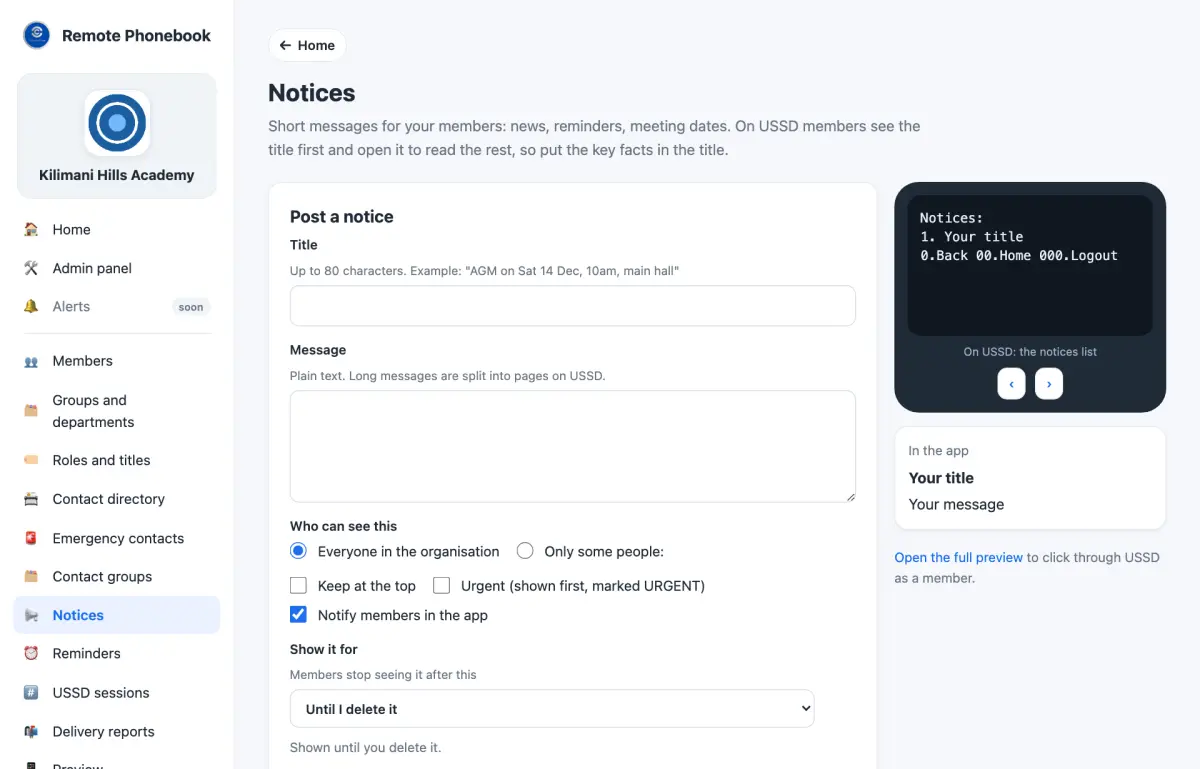 Remote Phonebook
Kilimani Hills Academy
Home
Admin panel
Alerts soon
Members
Groups and
departments
Roles and titles
Contact directory
Emergency contacts
Contact groups
Notices
Reminders
USSD sessions
Delivery reports
Preview
← Home
Notices
Short messages for your members: news, reminders, meeting dates. On USSD members see the
title first and open it to read the rest, so put the key facts in the title.
Post a notice
Title
Up to 80 characters. Example: "AGM on Sat 14 Dec, 10am, main hall"
Message
Plain text. Long messages are split into pages on USSD.
Who can see this
Everyone in the organisation Only some people:
Keep at the top Urgent (shown first, marked URGENT)
Notify members in the app
Show it for
Members stop seeing it after this
Until I delete it
Shown until you delete it.
Notices:
1. Your title
0.Back 00.Home 000.Logout
On USSD: the notices list
‹ ›
In the app
Your title
Your message
Open the full preview to click through USSD
as a member.